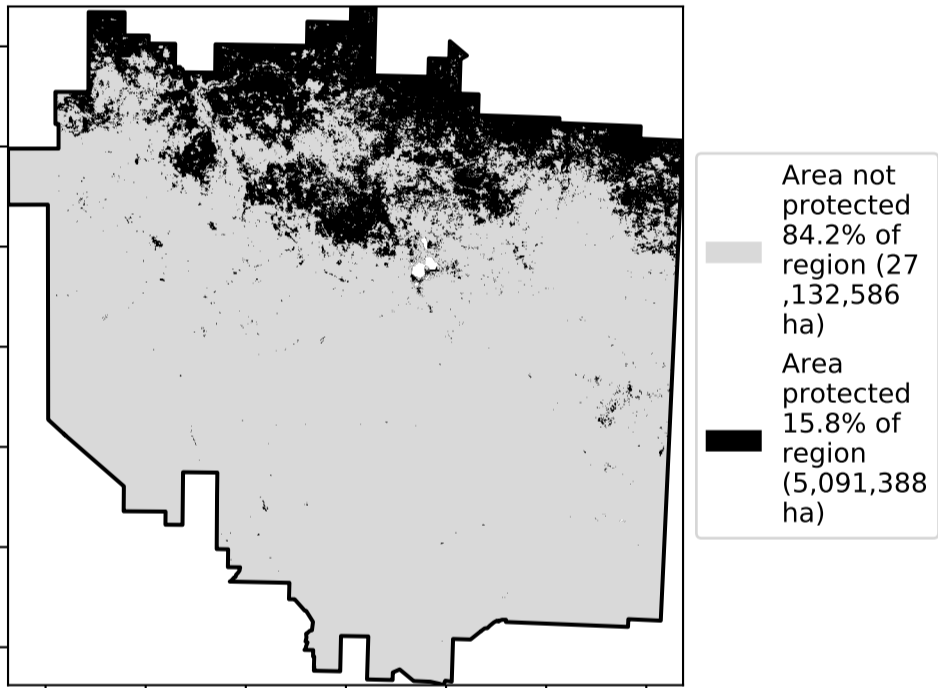 Area not
protected
84.2% of
region (27
,132,586
ha)
Area
protected
15.8% of
region
(5,091,388
ha)